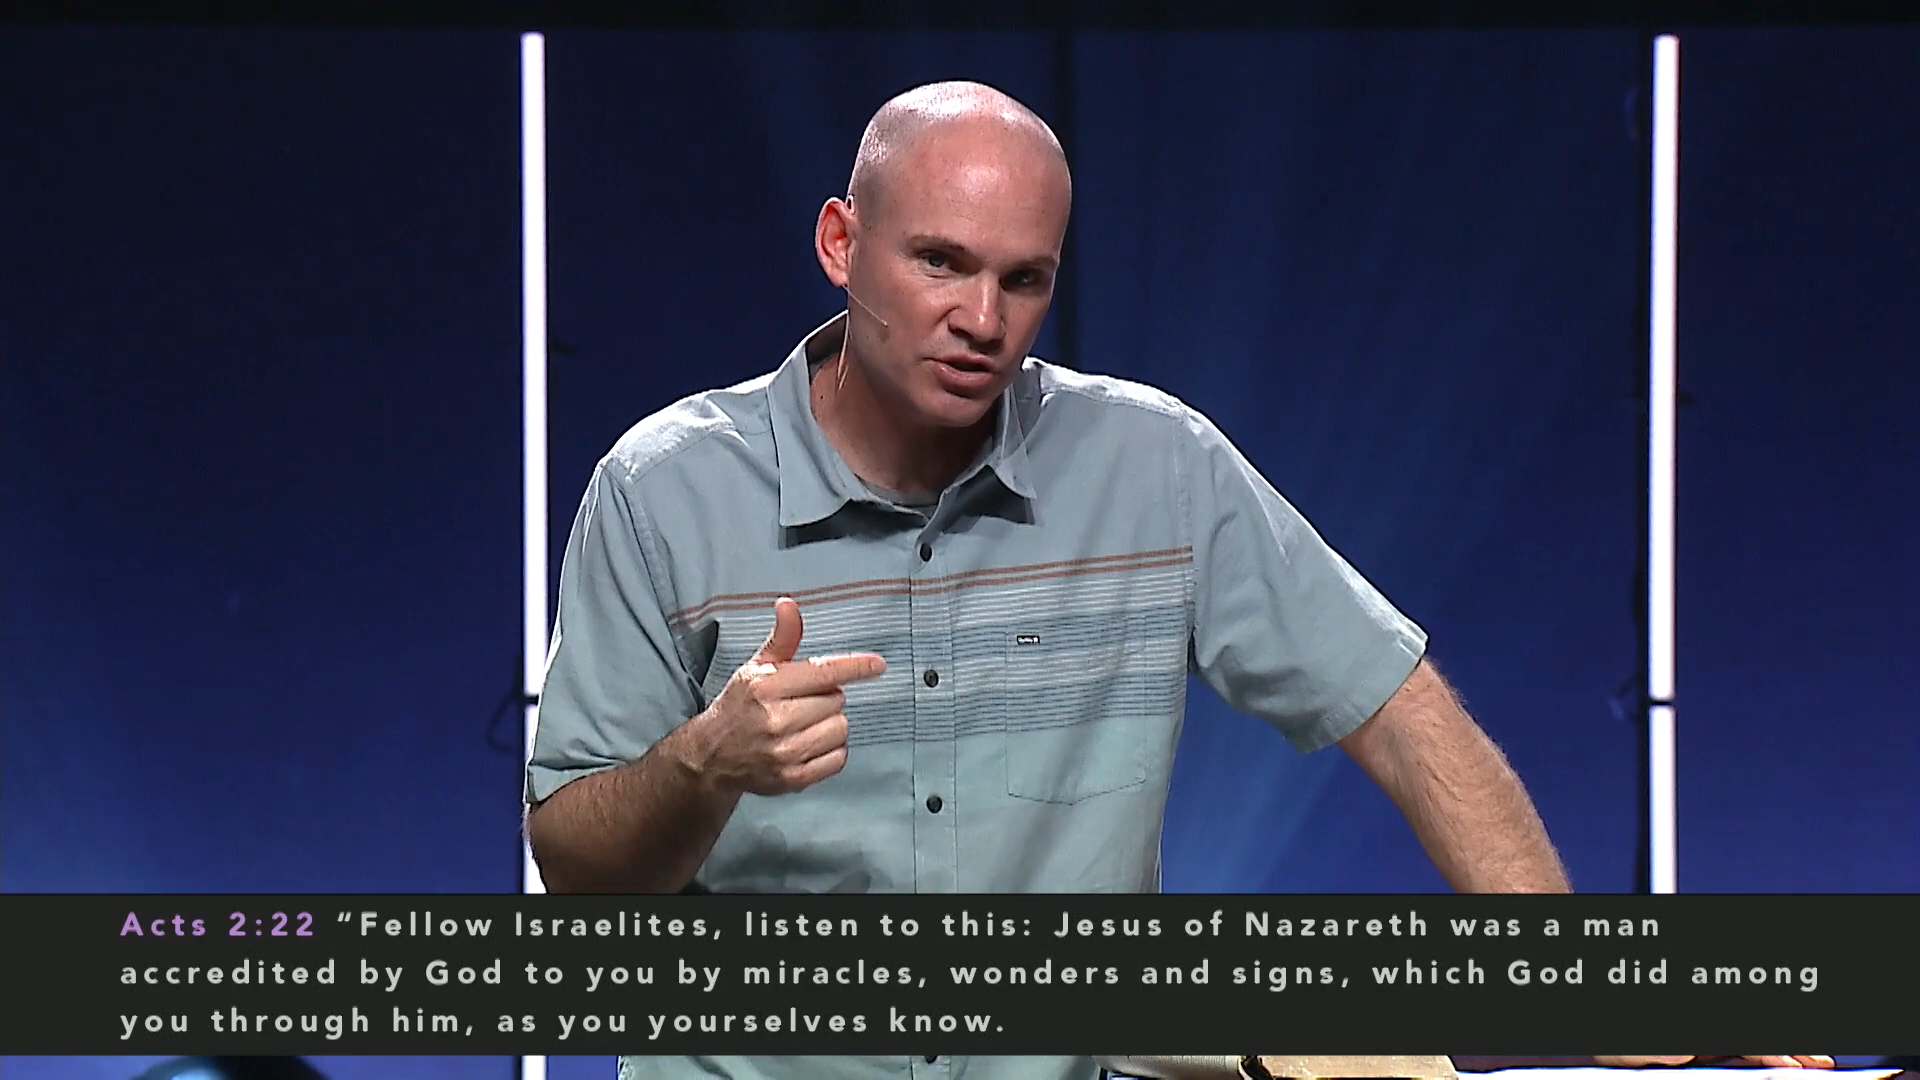 Acts 2:22 “Fellow Israelites, listen to this: Jesus of Nazareth was a man
accredited by God to you by miracles, wonders and signs, which God did among
you through him, as you yourselves know.